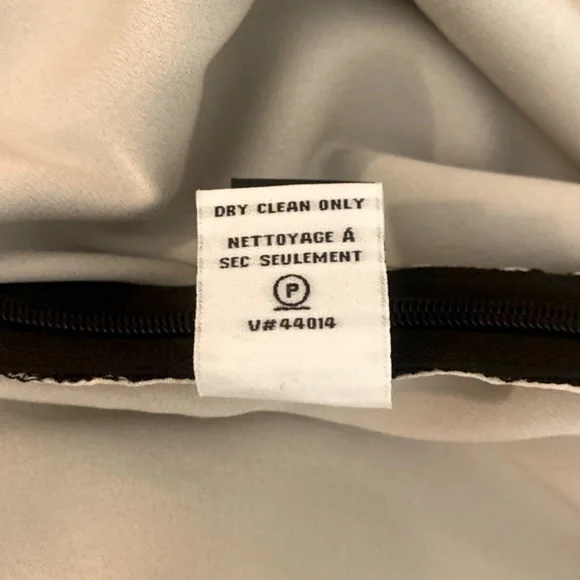 DRY CLEAN ONLY
NETTOYAGE Á
SEC SEULEMENT
P
V#44014